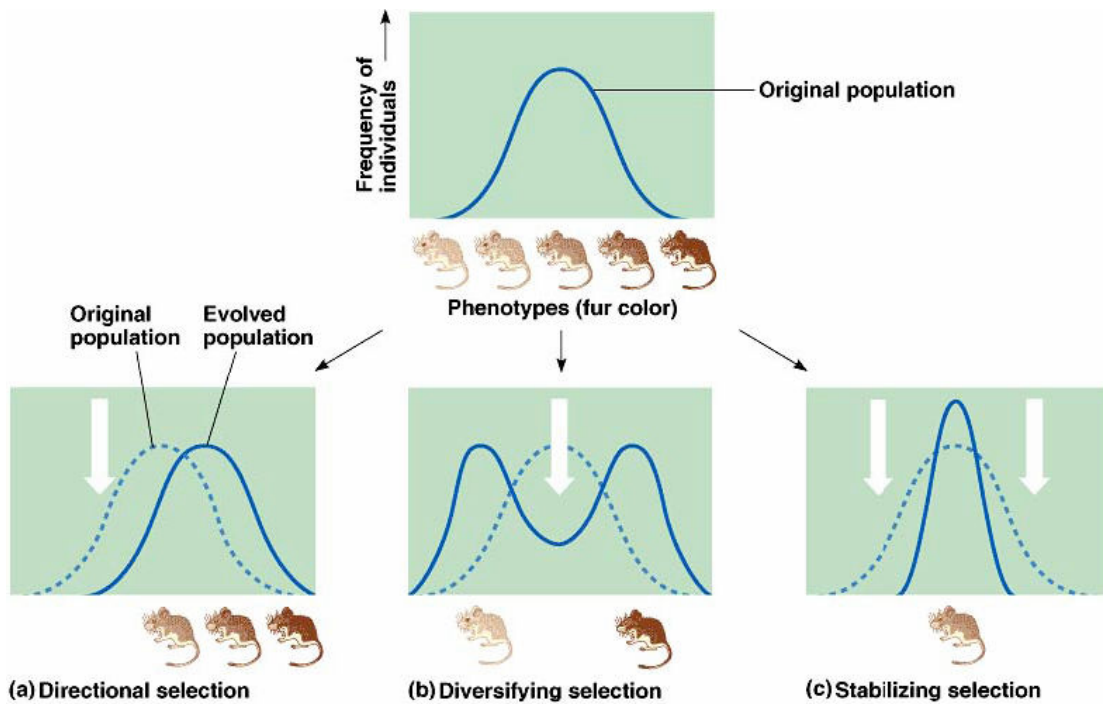 Frequency of
individuals
Original population
Phenotypes (fur color)
Original
population
Evolved
population
(a) Directional selection
(b) Diversifying selection
(c) Stabilizing selection